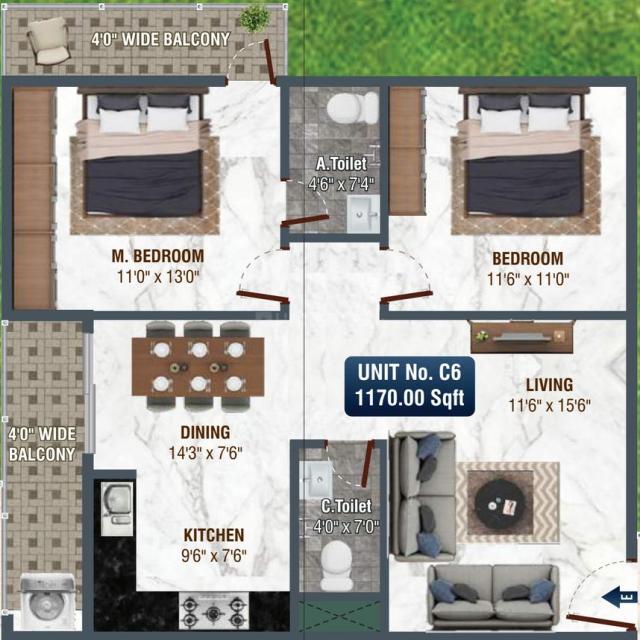 4'0" WIDE BALCONY
A.Toilet
4'6" x 7'4"
M. BEDROOM
11'0" x 13'0"
BEDROOM
11'6" x 11'0"
UNIT No. C6
1170.00 Sqft
LIVING
11'6" x 15'6"
4'0" WIDE
BALCONY
DINING
14'3" x 7'6"
C.Toilet
4'0" x 7'0"
KITCHEN
9'6" x 7'6"
E